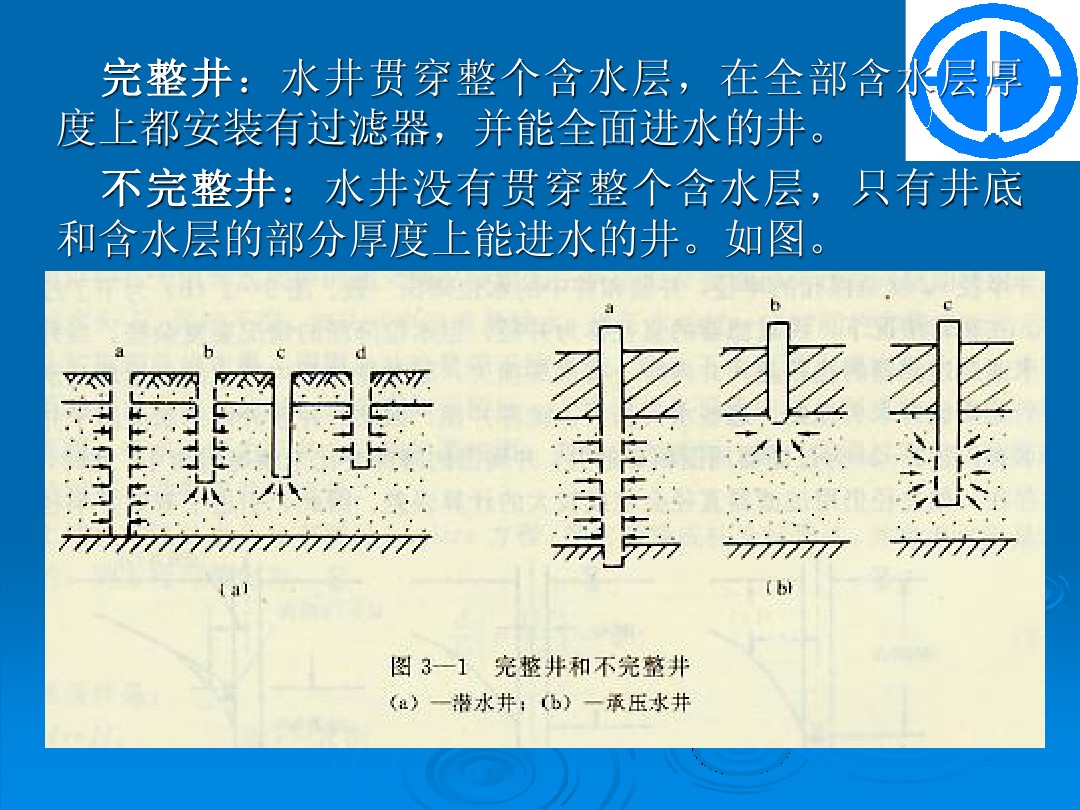 完整井：水井贯穿整个含水层，在全部含水层厚
度上都安装有过滤器，并能全面进水的井。
不完整井：水井没有贯穿整个含水层，只有井底
和含水层的部分厚度上能进水的井。如图。
a b c d
a b c
(a) (b)
图 3—1 完整井和不完整井
(a) —潜水井；(b) —承压水井